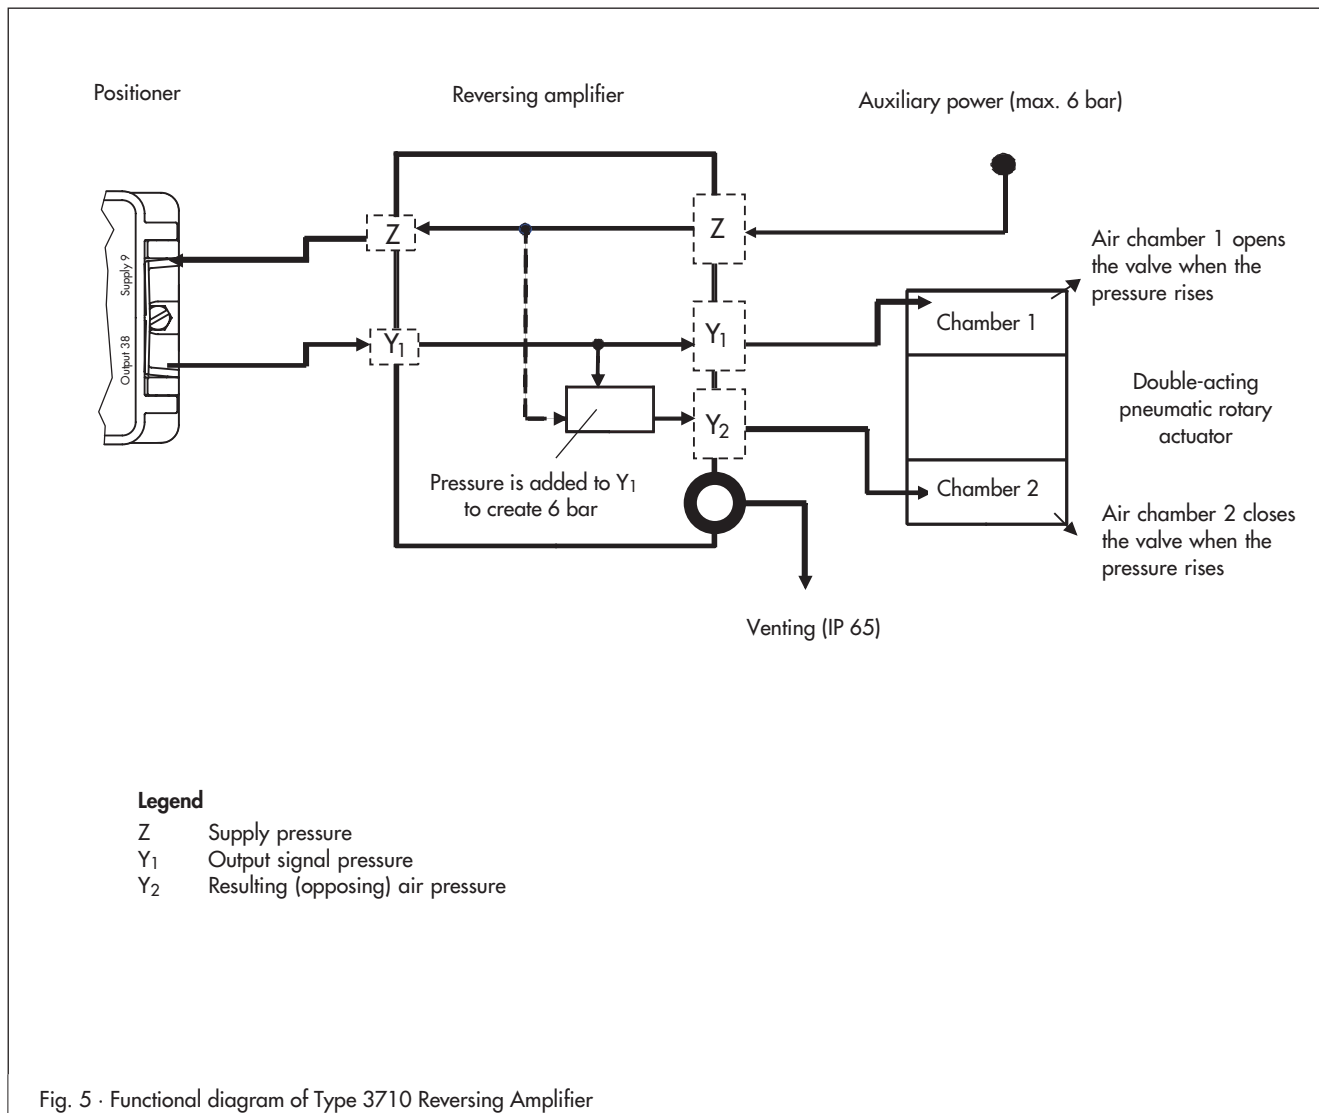 Positioner
Reversing amplifier
Auxiliary power (max. 6 bar)
Supply 9
Output 38
Z
Z
Y1
Y1
Y2
Pressure is added to Y1
to create 6 bar
Air chamber 1 opens
the valve when the
pressure rises
Chamber 1
Double-acting
pneumatic rotary
actuator
Chamber 2
Air chamber 2 closes
the valve when the
pressure rises
Venting (IP 65)
Legend
Z Supply pressure
Y1 Output signal pressure
Y2 Resulting (opposing) air pressure
Fig. 5 · Functional diagram of Type 3710 Reversing Amplifier